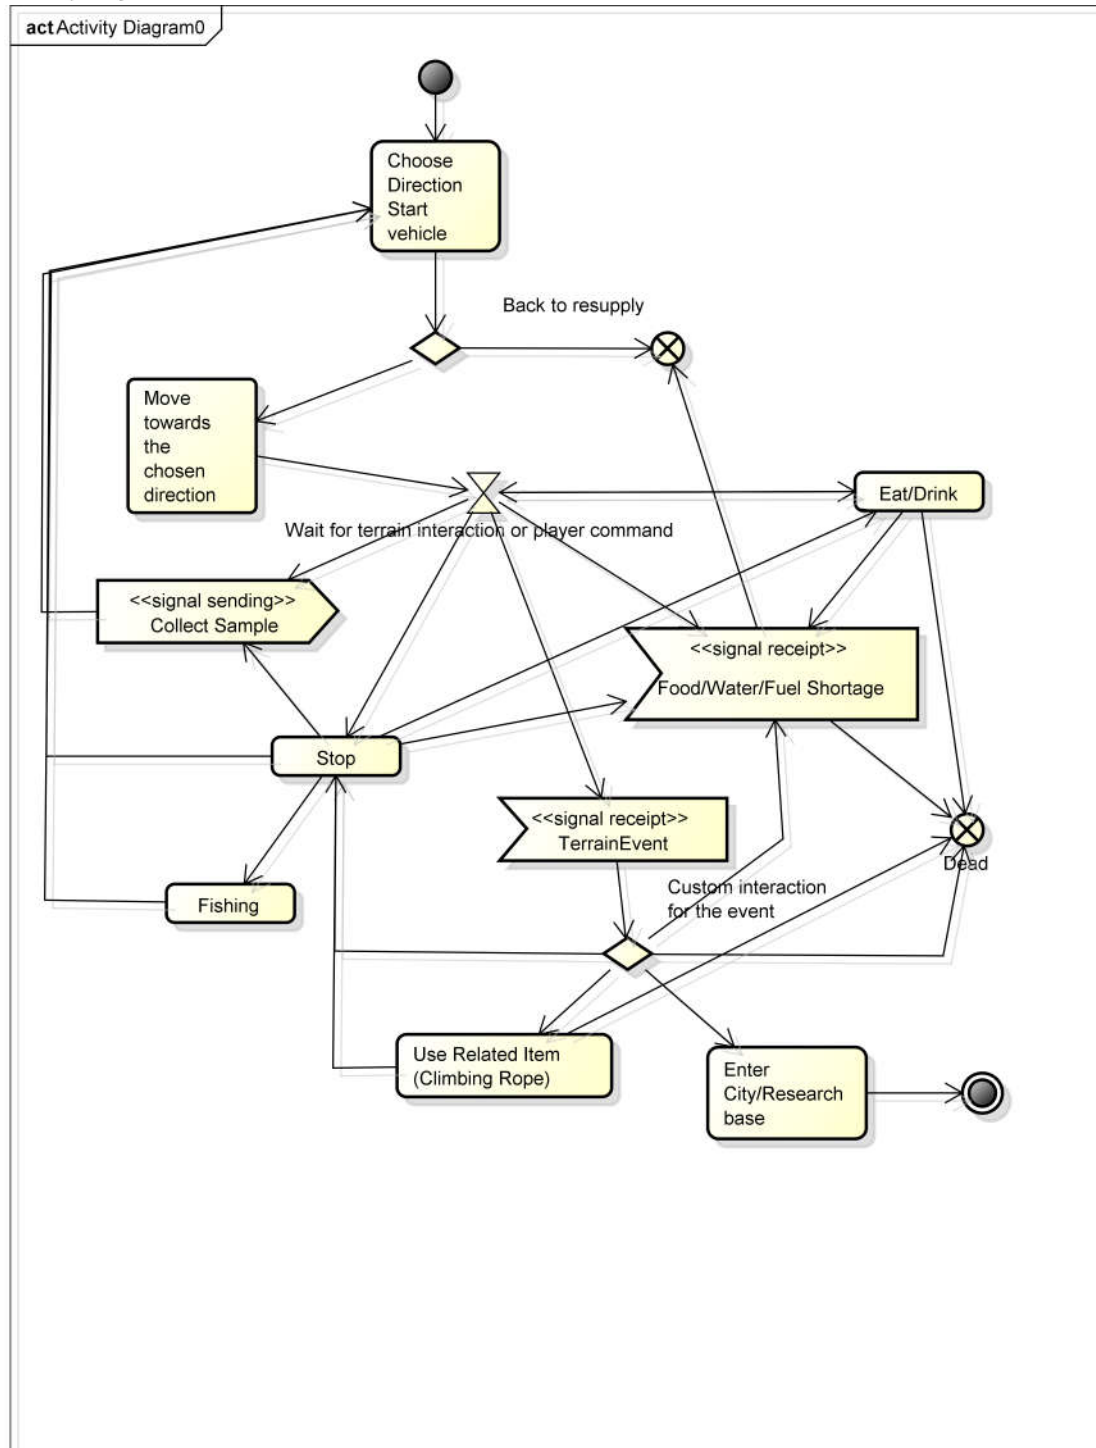 act Activity Diagram0
Choose
Direction
Start
vehicle
Back to resupply
Move
towards
the
chosen
direction
Eat/Drink
Wait for terrain interaction or player command
<<signal sending>>
Collect Sample
<<signal receipt>>
Food/Water/Fuel Shortage
Stop
<<signal receipt>>
TerrainEvent
Dead
Custom interaction
for the event
Fishing
Use Related Item
(Climbing Rope)
Enter
City/Research
base